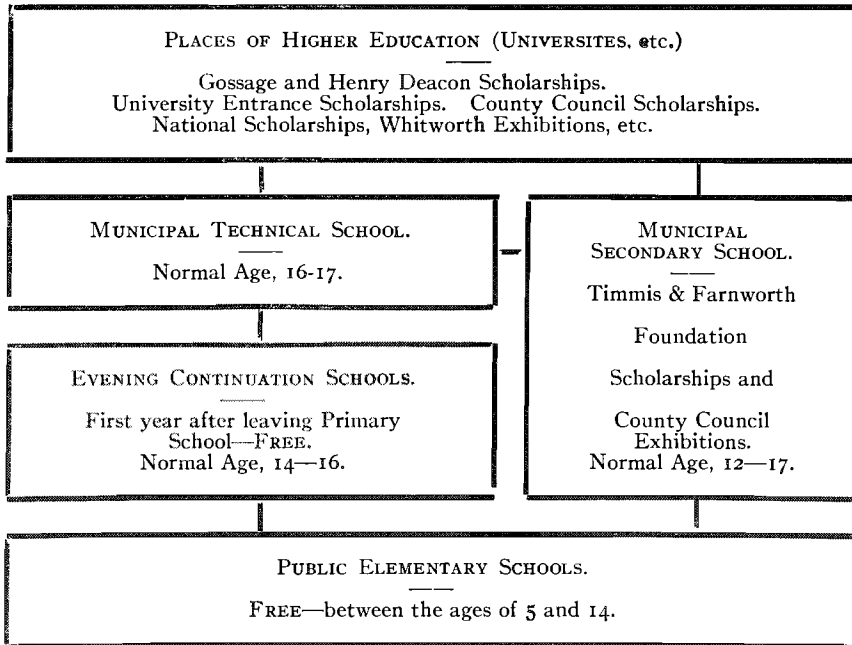 PLACES OF HIGHER EDUCATION (UNIVERSITES, etc.)
Gossage and Henry Deacon Scholarships.
University Entrance Scholarships. County Council Scholarships.
National Scholarships, Whitworth Exhibitions, etc.
MUNICIPAL TECHNICAL SCHOOL.
Normal Age, 16-17.
EVENING CONTINUATION SCHOOLS.
First year after leaving Primary
School—FREE.
Normal Age, 14—16.
MUNICIPAL
SECONDARY SCHOOL.
Timmis & Farnworth
Foundation
Scholarships and
County Council
Exhibitions.
Normal Age, 12—17.
PUBLIC ELEMENTARY SCHOOLS.
FREE—between the ages of 5 and 14.